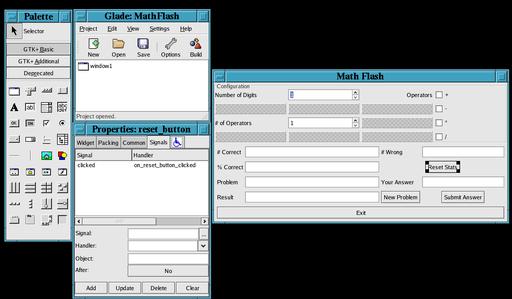 Palette
Selector
GTK+ Basic
GTK+ Additional
Deprecated
Glade: MathFlash
Project Edit View Settings Help
New Open Save Options Build
window1
Project opened.
Properties: reset_button
Widget Packing Common Signals
Signal Handler
clicked on_reset_button_clicked
Signal: ...
Handler:
Object:
After: No
Add Update Delete Clear
Math Flash
Configuration
Number of Digits Operators +
-
# of Operators 1 *
/
# Correct # Wrong
% Correct Reset Stats
Problem Your Answer
Result New Problem Submit Answer
Exit